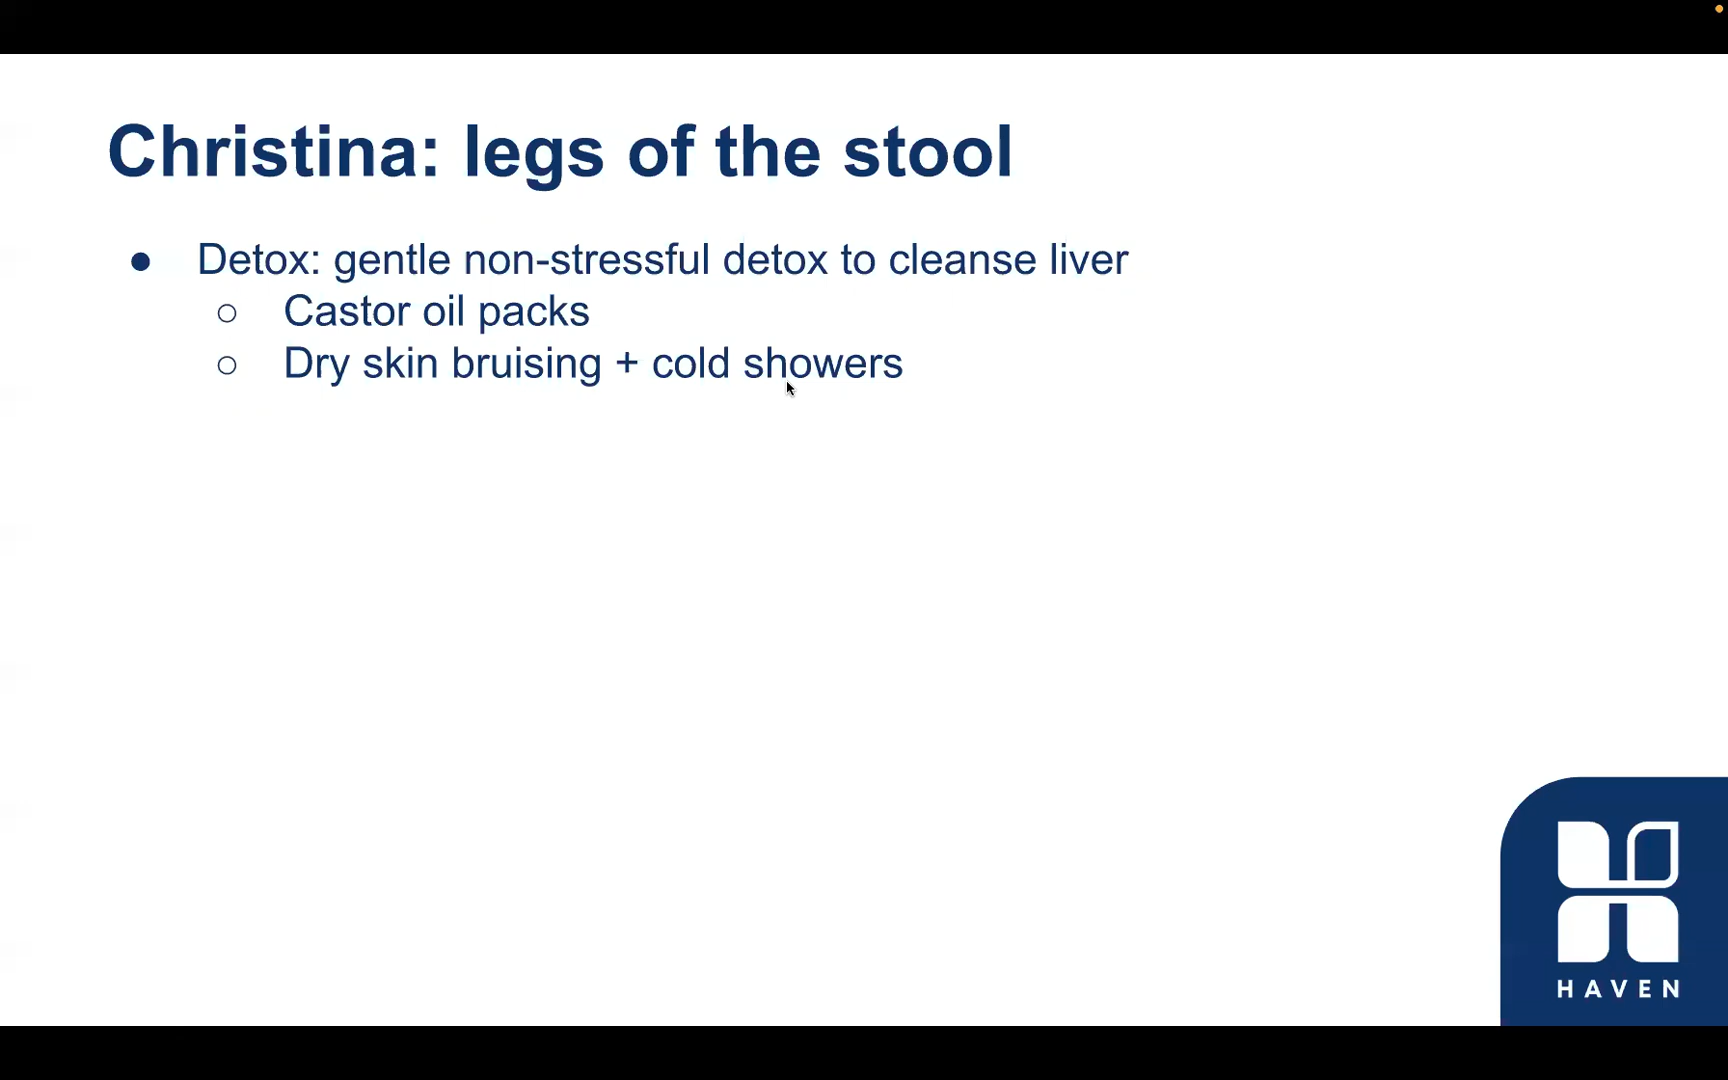 Christina: legs of the stool
● Detox: gentle non-stressful detox to cleanse liver
○ Castor oil packs
○ Dry skin bruising + cold showers
HAVEN